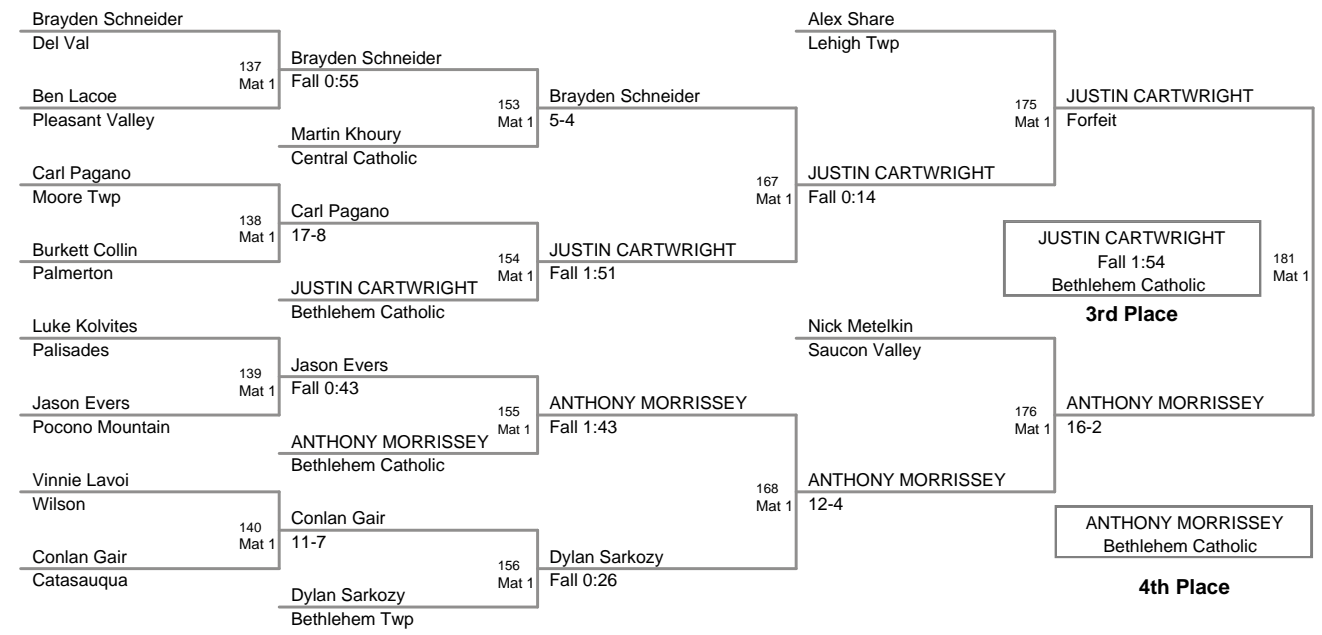 Brayden Schneider
Del Val
137
Mat 1
Ben Lacoe
Pleasant Valley
Carl Pagano
Moore Twp
138
Mat 1
Burkett Collin
Palmerton
Luke Kolvites
Palisades
139
Mat 1
Jason Evers
Pocono Mountain
Vinnie Lavoi
Wilson
140
Mat 1
Conlan Gair
Catasauqua
Brayden Schneider
Fall 0:55
153
Mat 1
Martin Khoury
Central Catholic
Carl Pagano
17-8
154
Mat 1
JUSTIN CARTWRIGHT
Bethlehem Catholic
Jason Evers
Fall 0:43
155
Mat 1
ANTHONY MORRISSEY
Bethlehem Catholic
Conlan Gair
11-7
156
Mat 1
Dylan Sarkozy
Bethlehem Twp
Brayden Schneider
5-4
167
Mat 1
JUSTIN CARTWRIGHT
Fall 1:51
ANTHONY MORRISSEY
Fall 1:43
168
Mat 1
Dylan Sarkozy
Fall 0:26
Alex Share
Lehigh Twp
175
Mat 1
JUSTIN CARTWRIGHT
Fall 0:14
Nick Metelkin
Saucon Valley
176
Mat 1
ANTHONY MORRISSEY
12-4
JUSTIN CARTWRIGHT
Forfeit
181
Mat 1
ANTHONY MORRISSEY
16-2
JUSTIN CARTWRIGHT
Fall 1:54
Bethlehem Catholic
3rd Place
ANTHONY MORRISSEY
Bethlehem Catholic
4th Place